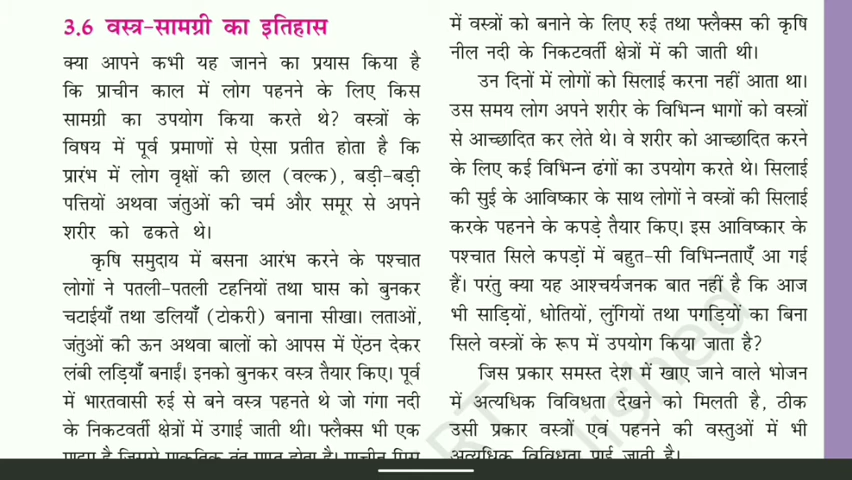 3.6 वस्त्र-सामग्री का इतिहास
क्या आपने कभी यह जानने का प्रयास किया है
कि प्राचीन काल में लोग पहनने के लिए किस
सामग्री का उपयोग किया करते थे? वस्त्रों के
विषय में पूर्व प्रमाणों से ऐसा प्रतीत होता है कि
प्रारंभ में लोग वृक्षों की छाल (वल्क), बड़ी-बड़ी
पत्तियों अथवा जंतुओं की चर्म और समूर से अपने
शरीर को ढकते थे।
कृषि समुदाय में बसना आरंभ करने के पश्चात
लोगों ने पतली-पतली टहनियों तथा घास को बुनकर
चटाईयाँ तथा डलियाँ (टोकरी) बनाना सीखा। लताओं,
जंतुओं की ऊन अथवा बालों को आपस में ऐंठन देकर
लंबी लड़ियाँ बनाईं। इनको बुनकर वस्त्र तैयार किए। पूर्व
में भारतवासी रुई से बने वस्त्र पहनते थे जो गंगा नदी
के निकटवर्ती क्षेत्रों में उगाई जाती थी। फ्लैक्स भी एक
पादप है जिससे प्राकृतिक तंतु प्राप्त होता है। प्राचीन मिस्र
में वस्त्रों को बनाने के लिए रुई तथा फ्लैक्स की कृषि
नील नदी के निकटवर्ती क्षेत्रों में की जाती थी।
उन दिनों में लोगों को सिलाई करना नहीं आता था।
उस समय लोग अपने शरीर के विभिन्न भागों को वस्त्रों
से आच्छादित कर लेते थे। वे शरीर को आच्छादित करने
के लिए कई विभिन्न ढंगों का उपयोग करते थे। सिलाई
की सुई के आविष्कार के साथ लोगों ने वस्त्रों की सिलाई
करके पहनने के कपड़े तैयार किए। इस आविष्कार के
पश्चात सिले कपड़ों में बहुत-सी विभिन्नताएँ आ गई
हैं। परंतु क्या यह आश्चर्यजनक बात नहीं है कि आज
भी साड़ियों, धोतियों, लुंगियों तथा पगड़ियों का बिना
सिले वस्त्रों के रूप में उपयोग किया जाता है?
जिस प्रकार समस्त देश में खाए जाने वाले भोजन
में अत्यधिक विविधता देखने को मिलती है, ठीक
उसी प्रकार वस्त्रों एवं पहनने की वस्तुओं में भी
अत्यधिक विविधता पाई जाती है।